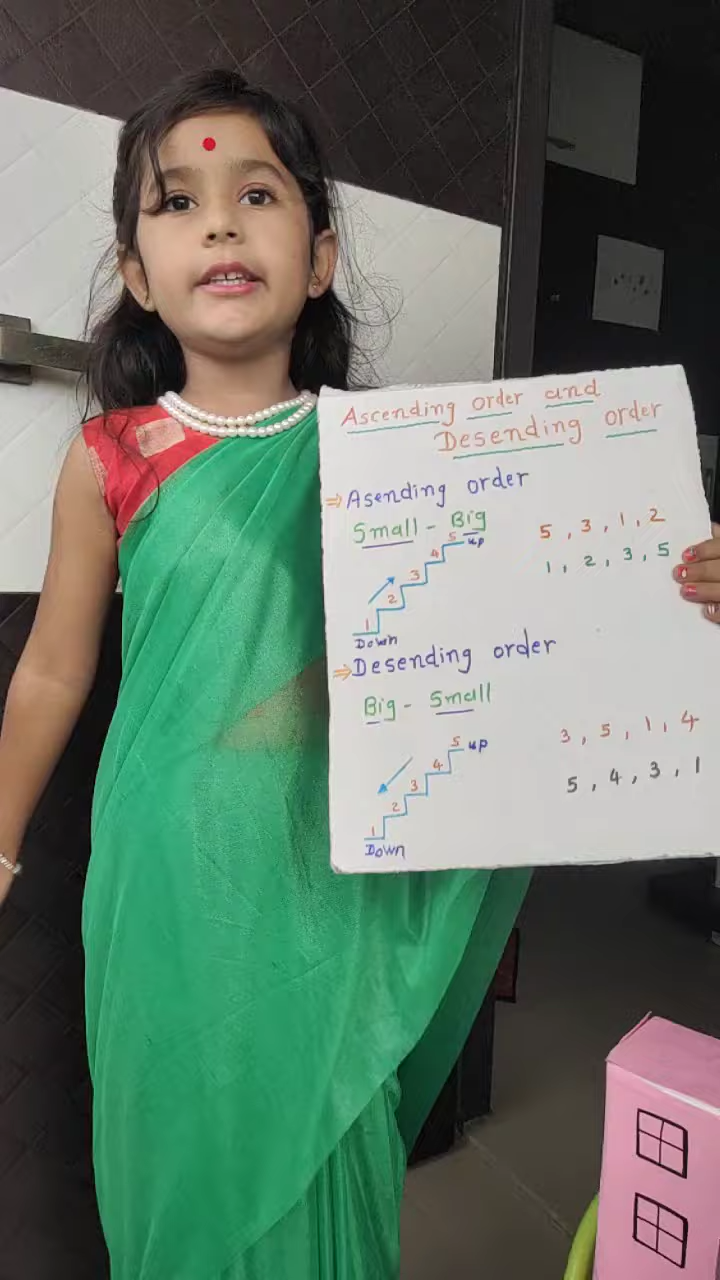 Ascending order and
Desending order
⇒ Asending order
Small - Big
5, 3, 1, 2
1, 2, 3, 5
5 up
4
3
2
1
Down
⇒ Desending order
Big - Small
3, 5, 1, 4
5, 4, 3, 1
5 up
4
3
2
1
Down